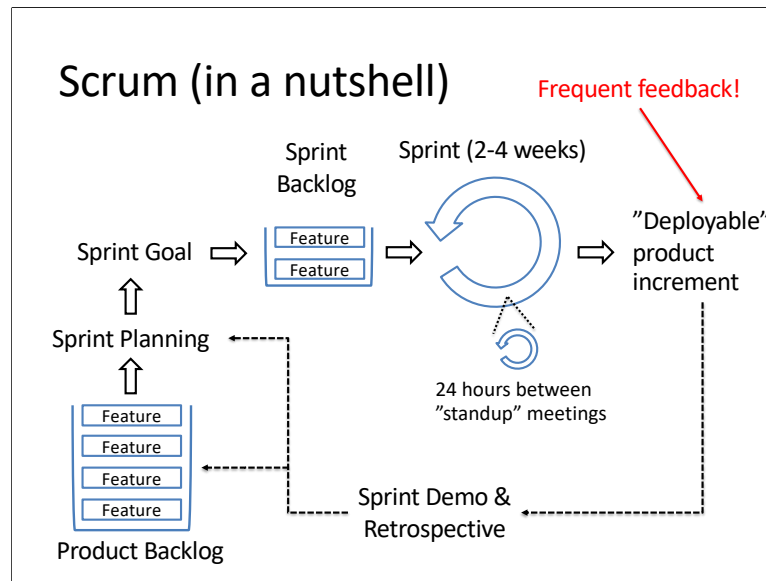 Scrum (in a nutshell)
Frequent feedback!
Sprint
Backlog
Sprint (2-4 weeks)
Feature
Feature
Sprint Goal
”Deployable”
product
increment
Sprint Planning
24 hours between
”standup” meetings
Feature
Feature
Feature
Feature
Product Backlog
Sprint Demo &
Retrospective